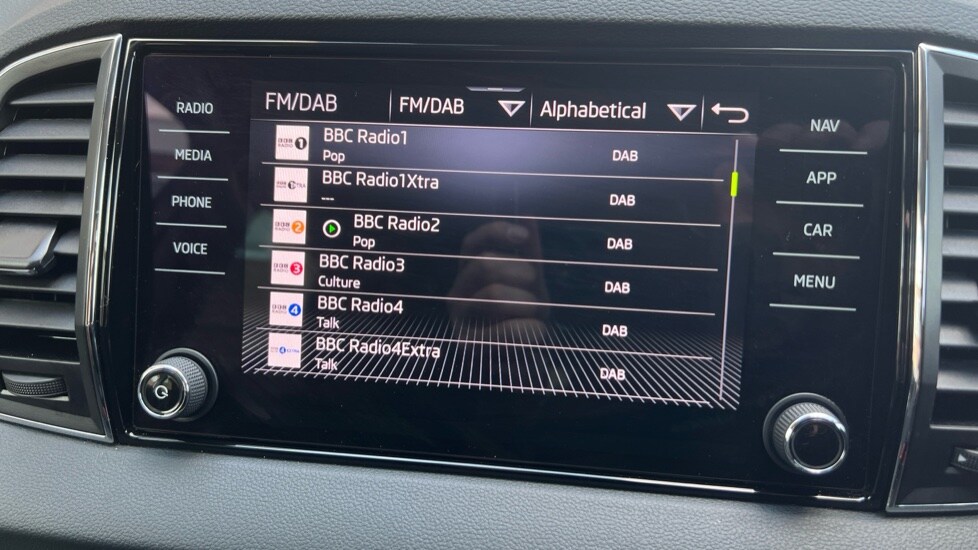 RADIO
MEDIA
PHONE
VOICE
FM/DAB
FM/DAB
Alphabetical
BBC Radio1
Pop
DAB
BBC Radio1Xtra
---
DAB
BBC Radio2
Pop
DAB
BBC Radio3
Culture
DAB
BBC Radio4
Talk
DAB
BBC Radio4Extra
Talk
DAB
NAV
APP
CAR
MENU